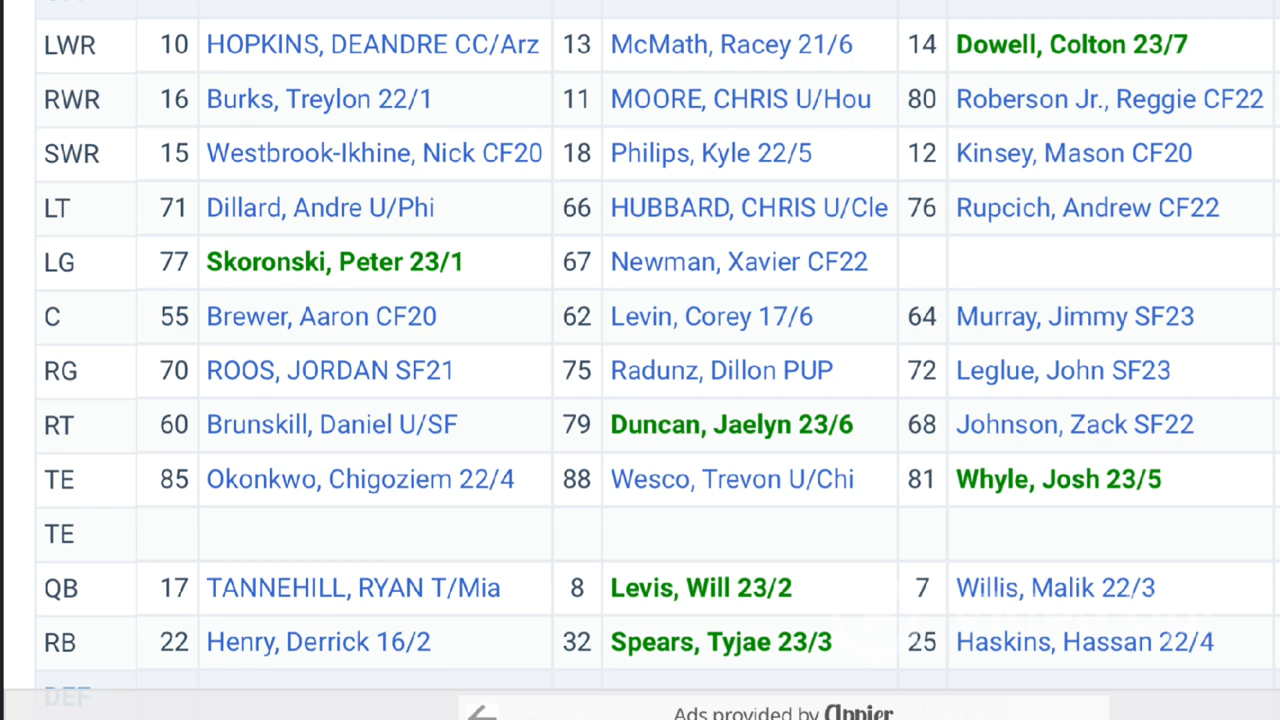 LWR 10 HOPKINS, DEANDRE CC/Arz 13 McMath, Racey 21/6 14 Dowell, Colton 23/7
RWR 16 Burks, Treylon 22/1 11 MOORE, CHRIS U/Hou 80 Roberson Jr., Reggie CF22
SWR 15 Westbrook-Ikhine, Nick CF20 18 Philips, Kyle 22/5 12 Kinsey, Mason CF20
LT 71 Dillard, Andre U/Phi 66 HUBBARD, CHRIS U/Cle 76 Rupcich, Andrew CF22
LG 77 Skoronski, Peter 23/1 67 Newman, Xavier CF22
C 55 Brewer, Aaron CF20 62 Levin, Corey 17/6 64 Murray, Jimmy SF23
RG 70 ROOS, JORDAN SF21 75 Radunz, Dillon PUP 72 Leglue, John SF23
RT 60 Brunskill, Daniel U/SF 79 Duncan, Jaelyn 23/6 68 Johnson, Zack SF22
TE 85 Okonkwo, Chigoziem 22/4 88 Wesco, Trevon U/Chi 81 Whyle, Josh 23/5
TE
QB 17 TANNEHILL, RYAN T/Mia 8 Levis, Will 23/2 7 Willis, Malik 22/3
RB 22 Henry, Derrick 16/2 32 Spears, Tyjae 23/3 25 Haskins, Hassan 22/4
DEF
Ads provided by Appier